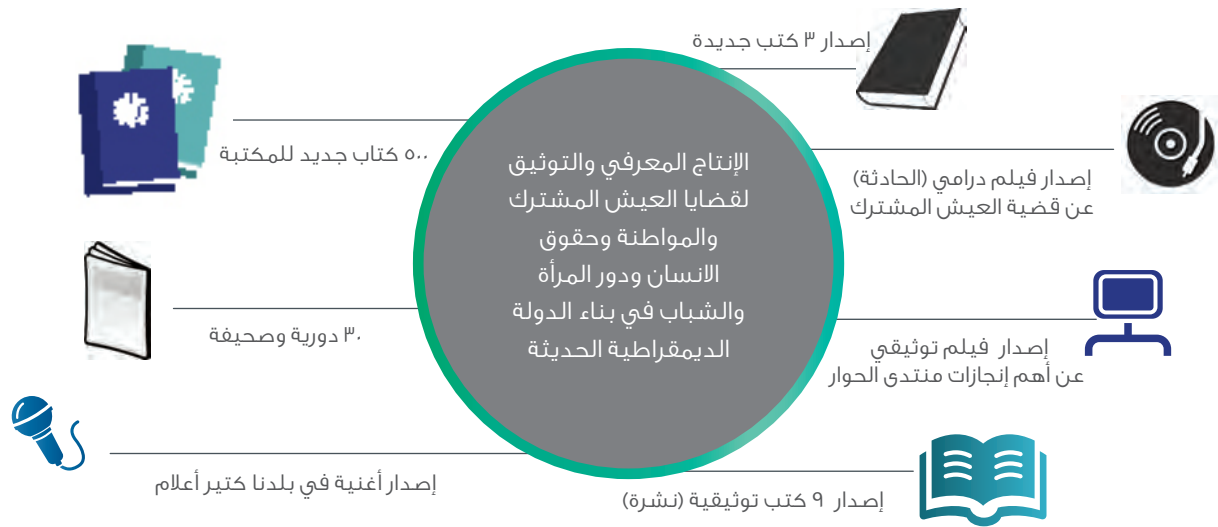 إصدار ٣ كتب جديدة
إصدار فيلم درامي (الحادثة)
عن قضية العيش المشترك
إصدار فيلم توثيقي
عن أهم إنجازات منتدى الحوار
إصدار ٩ كتب توثيقية (نشرة)
الإنتاج المعرفي والتوثيق
لقضايا العيش المشترك
والمواطنة وحقوق
الانسان ودور المرأة
والشباب في بناء الدولة
الديمقراطية الحديثة
٥٠٠ كتاب جديد للمكتبة
٣٠ دورية وصحيفة
إصدار أغنية في بلدنا كتير أعلام